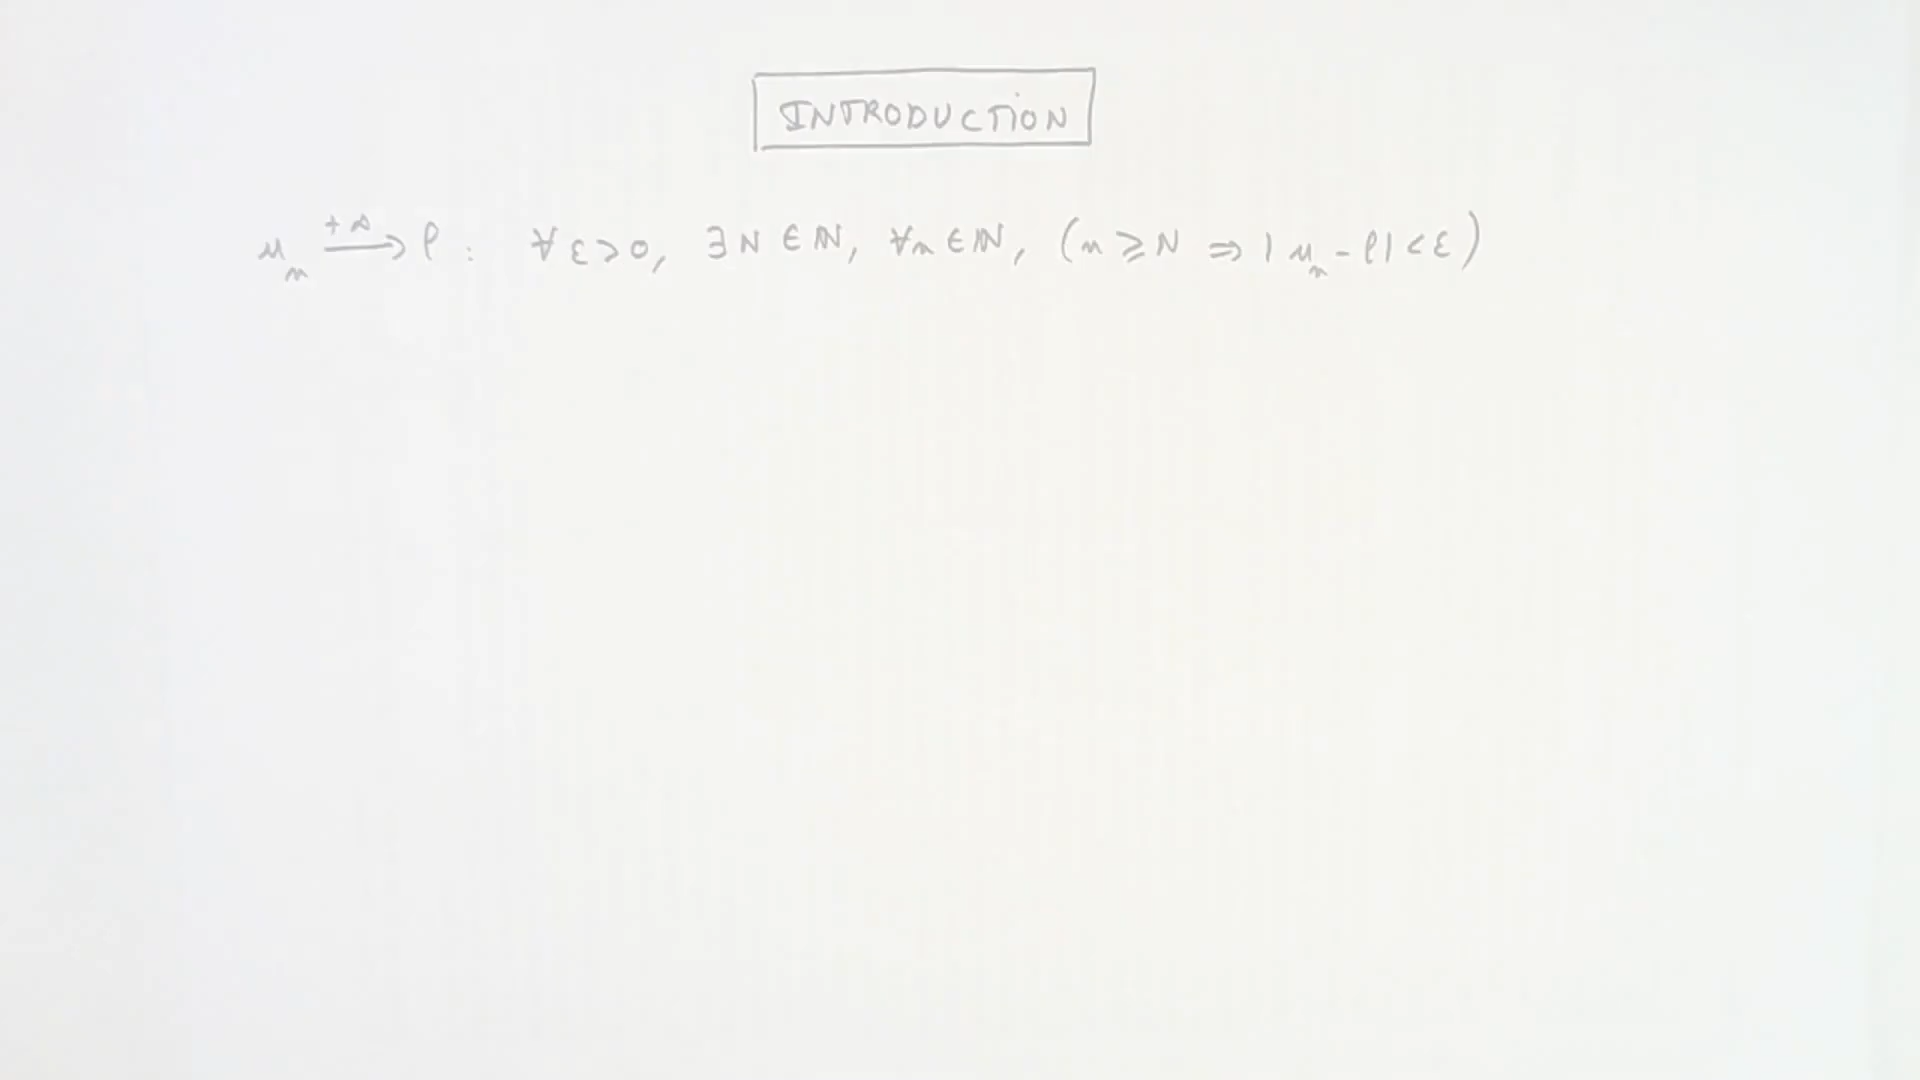 INTRODUCTION
uₙ →^{+∞} ℓ : ∀ε>0, ∃N∈ℕ, ∀n∈ℕ, (n ≥ N ⇒ |uₙ - ℓ| < ε)